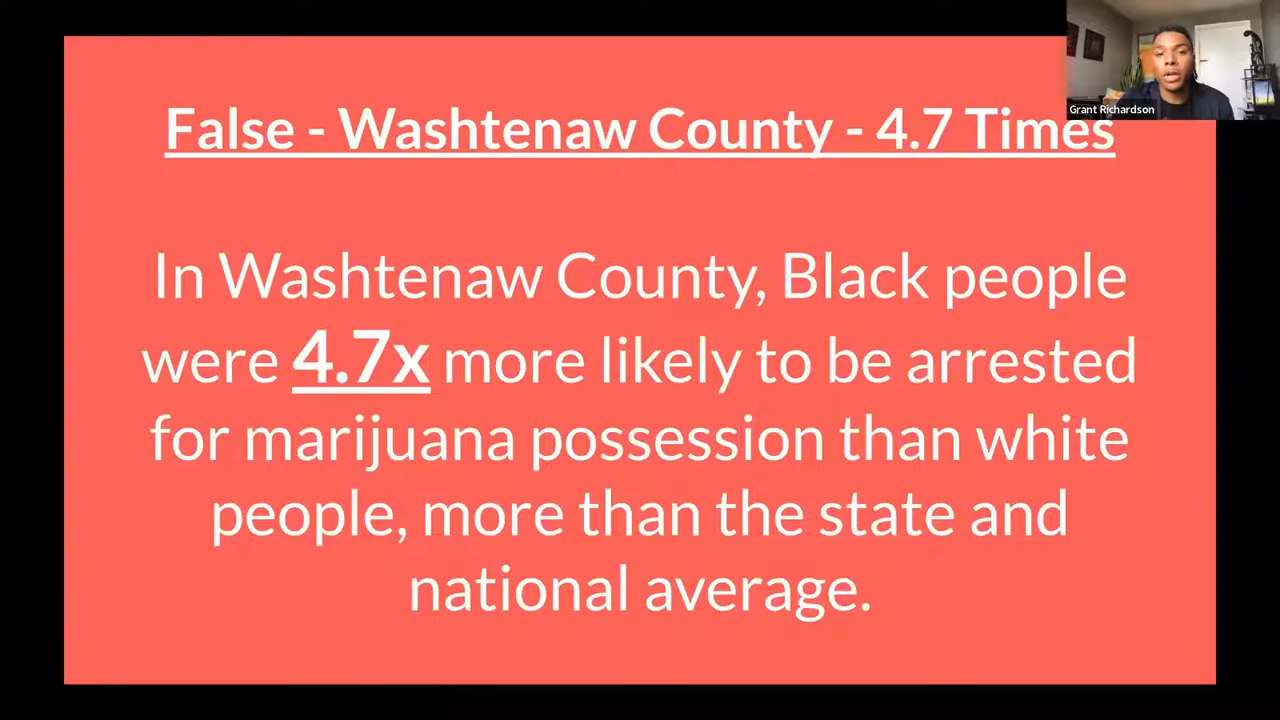 False - Washtenaw County - 4.7 Times
Grant Richardson
In Washtenaw County, Black people
were 4.7x more likely to be arrested
for marijuana possession than white
people, more than the state and
national average.